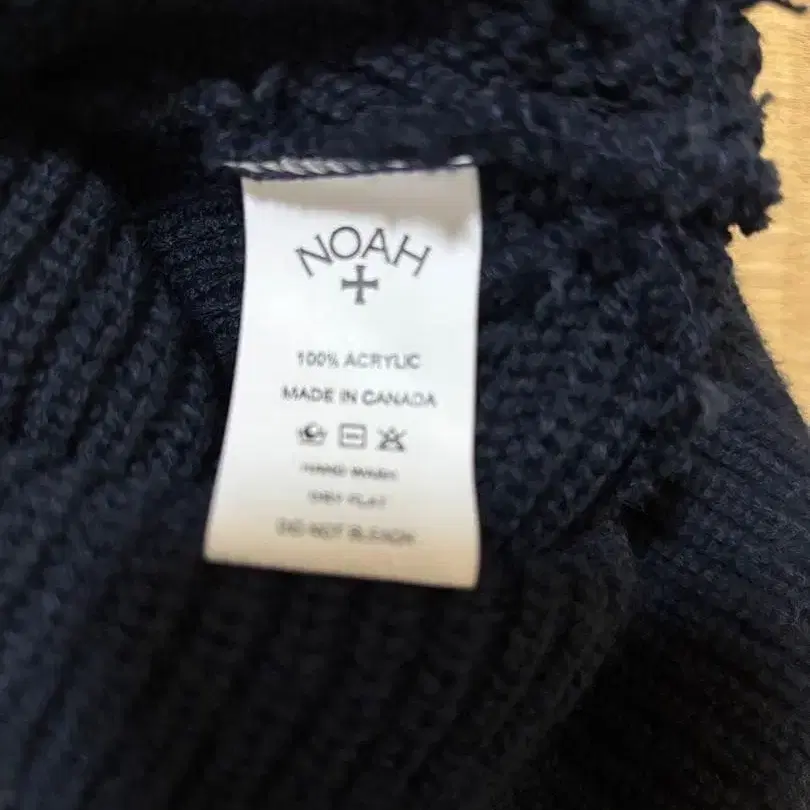 NOAH
100% ACRYLIC
MADE IN CANADA
HAND WASH
DRY FLAT
DO NOT BLEACH